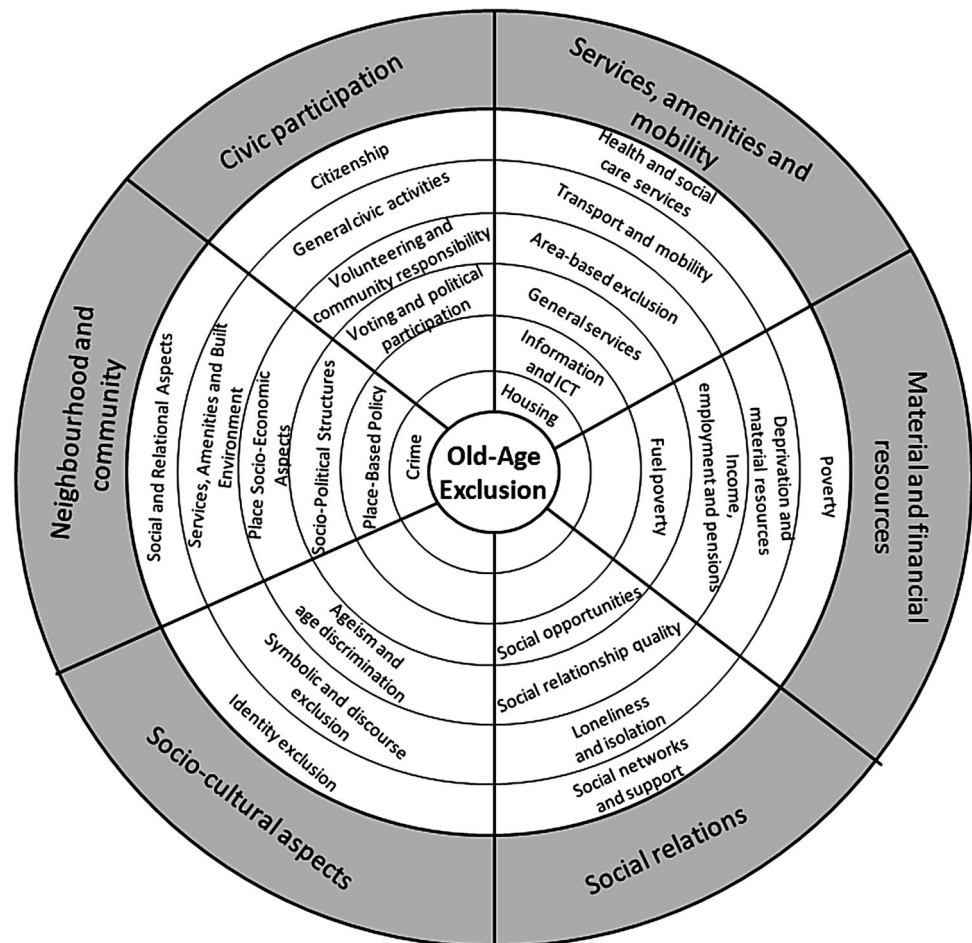 Civic participation
Citizenship
General civic activities
Volunteering and
community responsibility
Voting and political
participation
Services, amenities and
mobility
Health and social
care services
Transport and mobility
Area-based exclusion
General services
Information
and ICT
Housing
Material and financial
resources
Poverty
Deprivation and
material resources
Income,
employment and pensions
Fuel poverty
Social relations
Social networks
and support
Loneliness
and isolation
Social relationship quality
Social opportunities
Socio-cultural aspects
Identity exclusion
Symbolic and discourse
exclusion
Ageism and
age discrimination
Neighbourhood and
community
Social and Relational Aspects
Services, Amenities and Built
Environment
Place Socio-Economic
Aspects
Socio-Political Structures
Place-Based Policy
Crime
Old-Age
Exclusion